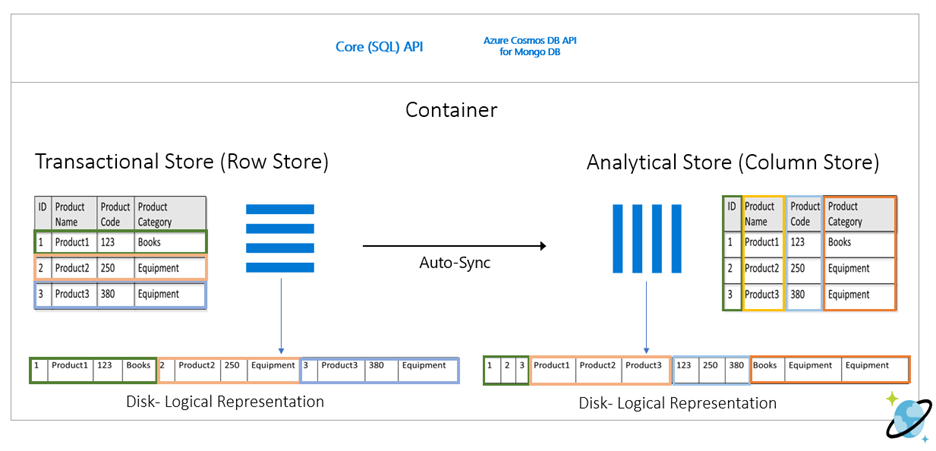 Core (SQL) API
Azure Cosmos DB API
for Mongo DB
Container
Transactional Store (Row Store)
ID Product Name Product Code Product Category
1 Product1 123 Books
2 Product2 250 Equipment
3 Product3 380 Equipment
Auto-Sync
Analytical Store (Column Store)
ID Product Name Product Code Product Category
1 Product1 123 Books
2 Product2 250 Equipment
3 Product3 380 Equipment
1 Product1 123 Books 2 Product2 250 Equipment 3 Product3 380 Equipment
Disk- Logical Representation
1 2 3 Product1 Product2 Product3 123 250 380 Books Equipment Equipment
Disk- Logical Representation